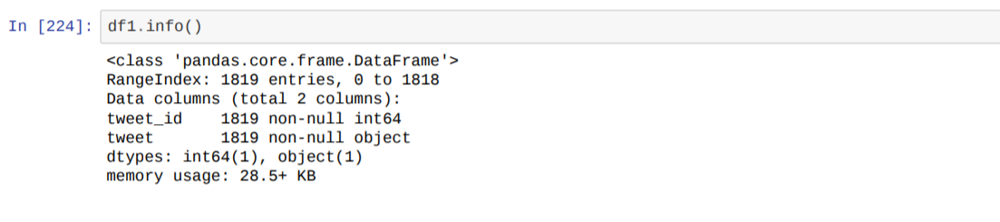 In [224]: df1.info()
<class 'pandas.core.frame.DataFrame'>
RangeIndex: 1819 entries, 0 to 1818
Data columns (total 2 columns):
tweet_id    1819 non-null int64
tweet       1819 non-null object
dtypes: int64(1), object(1)
memory usage: 28.5+ KB